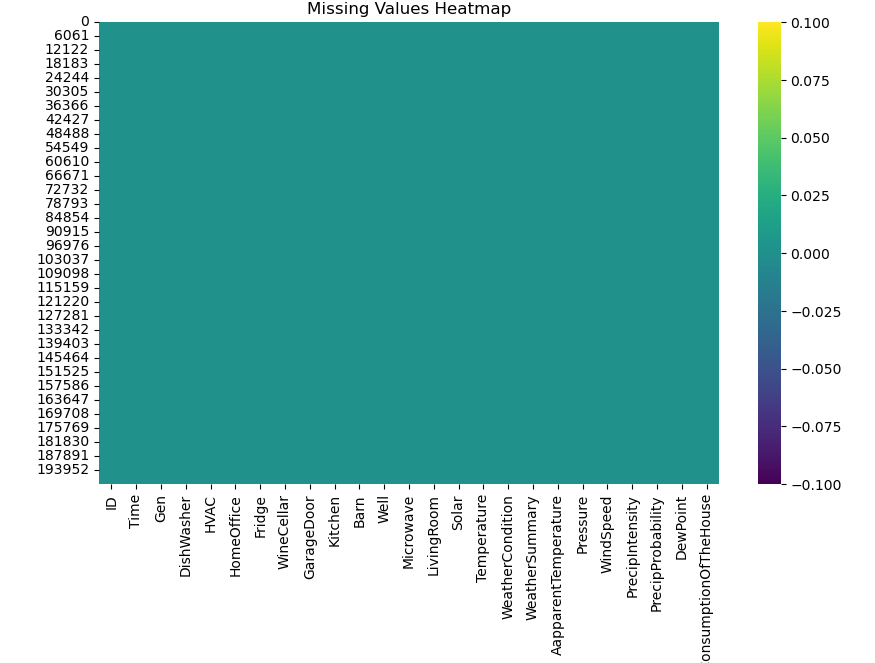 Missing Values Heatmap
0
6061
12122
18183
24244
30305
36366
42427
48488
54549
60610
66671
72732
78793
84854
90915
96976
103037
109098
115159
121220
127281
133342
139403
145464
151525
157586
163647
169708
175769
181830
187891
193952
ID
Time
Gen
DishWasher
HVAC
HomeOffice
Fridge
WineCellar
GarageDoor
Kitchen
Barn
Well
Microwave
LivingRoom
Solar
Temperature
WeatherCondition
WeatherSummary
AapparentTemperature
Pressure
WindSpeed
PrecipIntensity
PrecipProbability
DewPoint
onsumptionOfTheHouse
0.100
0.075
0.050
0.025
0.000
−0.025
−0.050
−0.075
−0.100